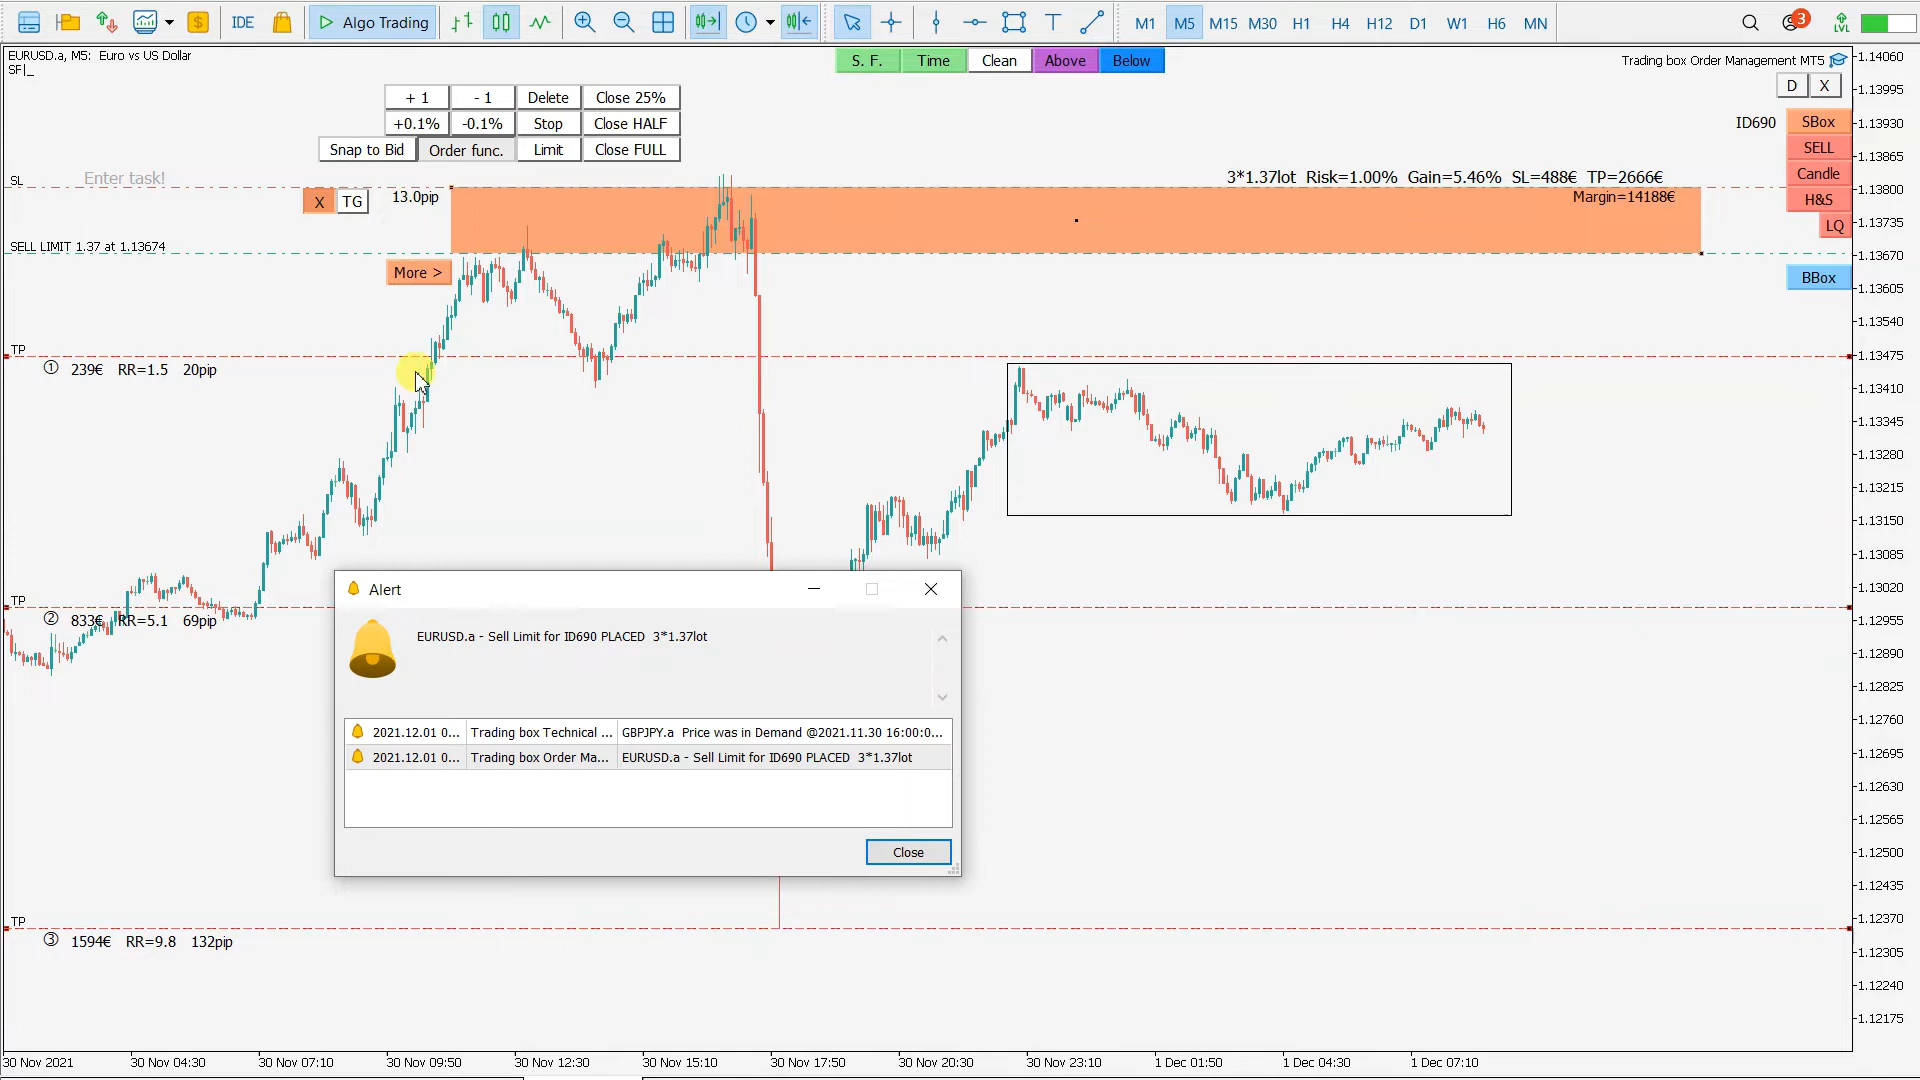 IDE Algo Trading M1 M5 M15 M30 H1 H4 H12 D1 W1 H6 MN 3 LVL
EURUSD.a, M5: Euro vs US Dollar
SF|_
S. F. Time Clean Above Below
Trading box Order Management MT5
D X
+ 1 - 1 Delete Close 25%
+0.1% -0.1% Stop Close HALF
Snap to Bid Order func. Limit Close FULL
ID690 SBox
SELL
Candle
H&S
LQ
BBox
SL
Enter task!
X TG 13.0pip
3*1.37lot Risk=1.00% Gain=5.46% SL=488€ TP=2666€
Margin=14188€
SELL LIMIT 1.37 at 1.13674
More >
TP
① 239€ RR=1.5 20pip
TP
② 833€ RR=5.1 69pip
Alert
EURUSD.a - Sell Limit for ID690 PLACED 3*1.37lot
2021.12.01 0... Trading box Technical ... GBPJPY.a Price was in Demand @2021.11.30 16:00:0...
2021.12.01 0... Trading box Order Ma... EURUSD.a - Sell Limit for ID690 PLACED 3*1.37lot
Close
TP
③ 1594€ RR=9.8 132pip
1.14060
1.13995
1.13930
1.13865
1.13800
1.13735
1.13670
1.13605
1.13540
1.13475
1.13410
1.13345
1.13280
1.13215
1.13150
1.13085
1.13020
1.12955
1.12890
1.12825
1.12760
1.12695
1.12630
1.12565
1.12500
1.12435
1.12370
1.12305
1.12240
1.12175
30 Nov 2021 30 Nov 04:30 30 Nov 07:10 30 Nov 09:50 30 Nov 12:30 30 Nov 15:10 30 Nov 17:50 30 Nov 20:30 30 Nov 23:10 1 Dec 01:50 1 Dec 04:30 1 Dec 07:10